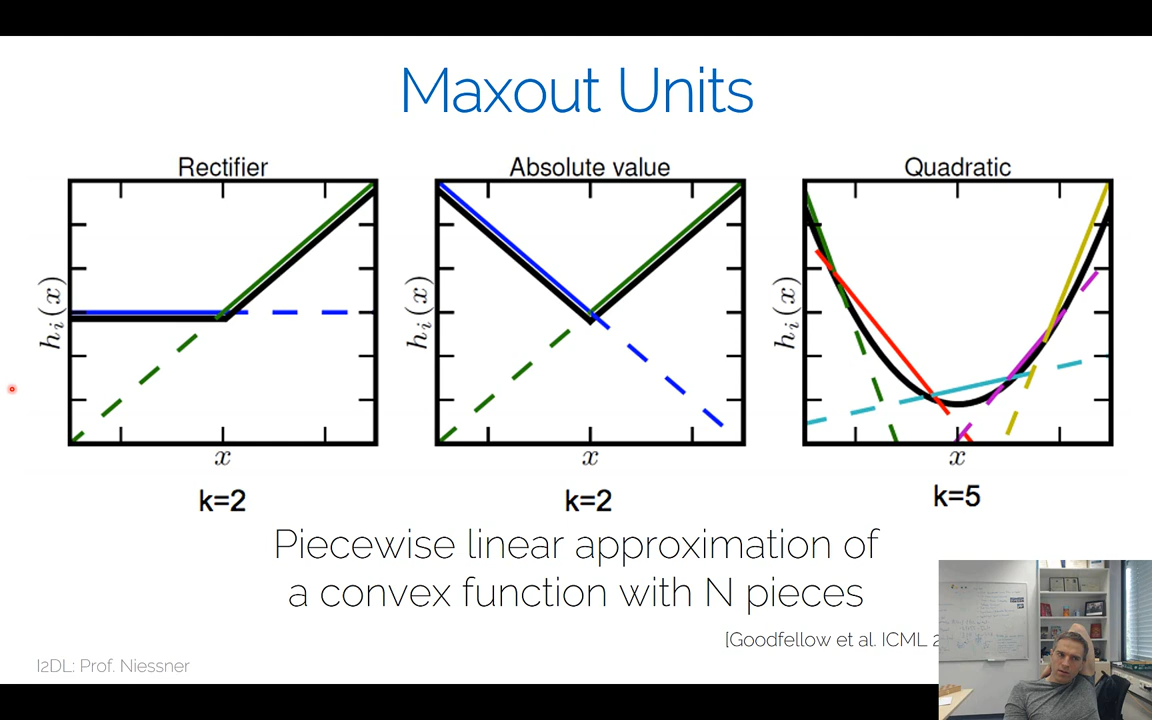 Maxout Units
Rectifier
Absolute value
Quadratic
h_i(x)
h_i(x)
h_i(x)
x
x
x
k=2
k=2
k=5
Piecewise linear approximation of
a convex function with N pieces
[Goodfellow et al. ICML
I2DL: Prof. Niessner